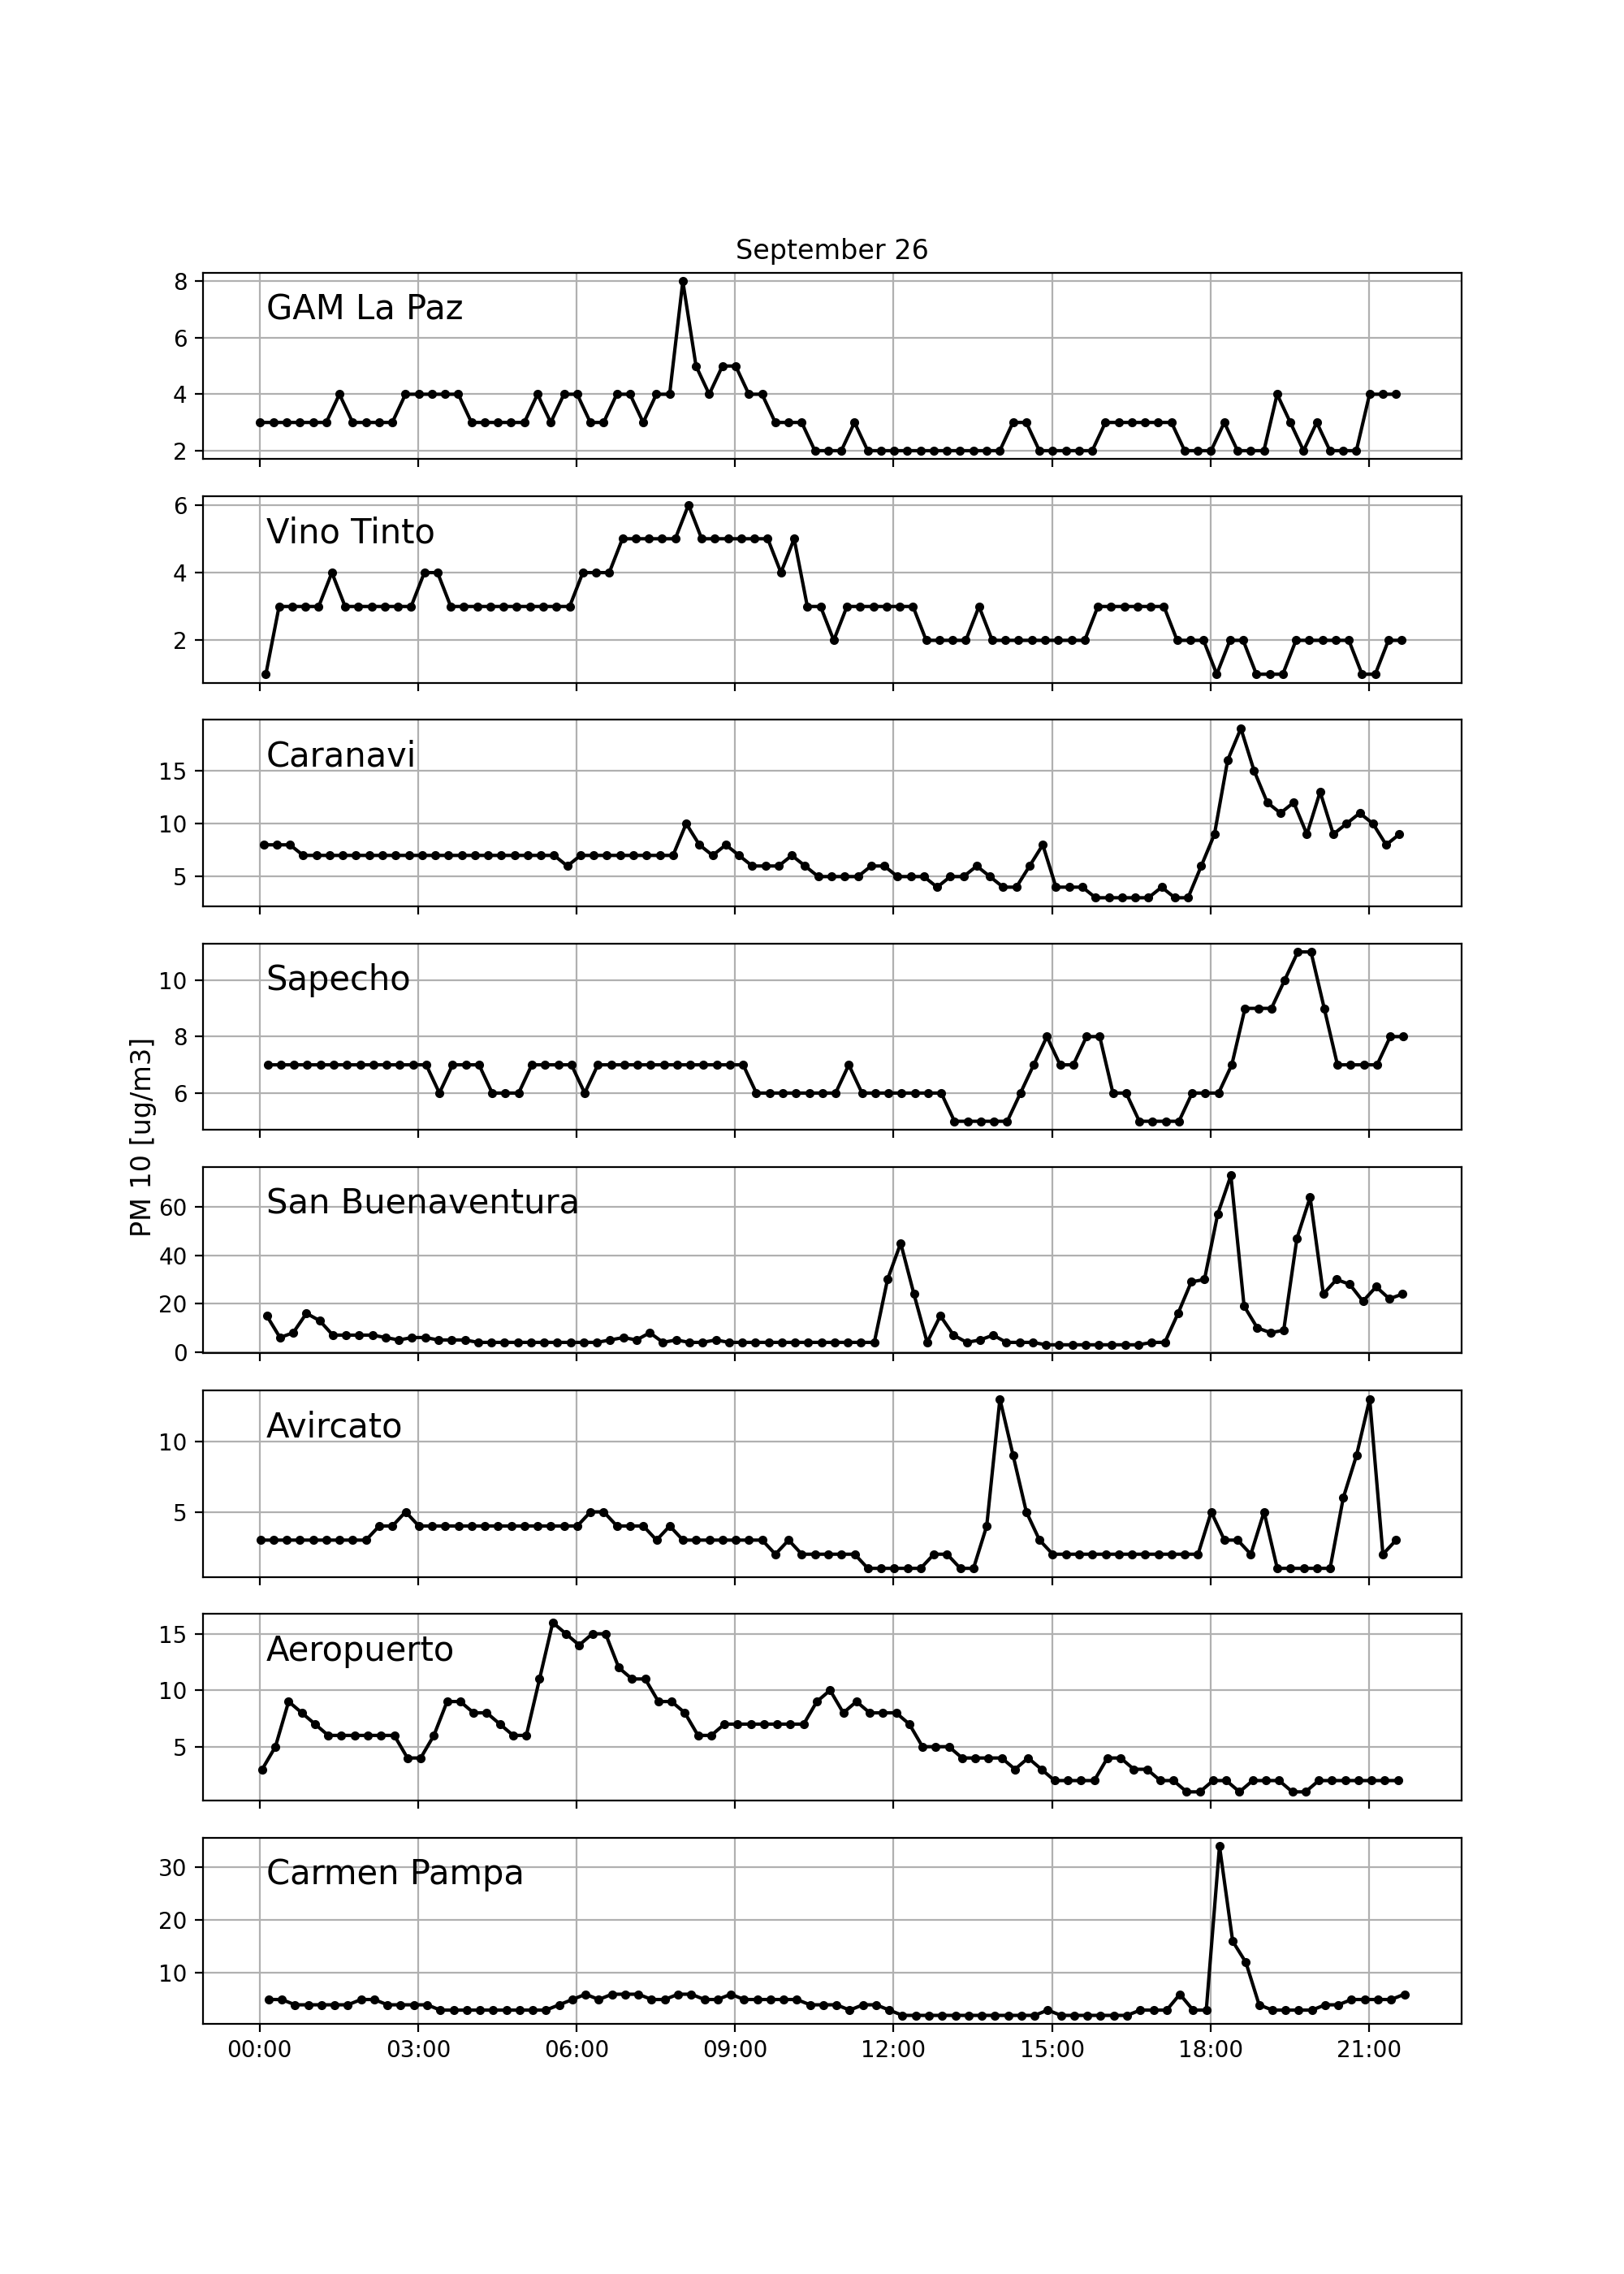 September 26
PM 10 [ug/m3]
8
6
4
2
GAM La Paz
6
4
2
Vino Tinto
15
10
5
Caranavi
10
8
6
Sapecho
60
40
20
0
San Buenaventura
10
5
Avircato
15
10
5
Aeropuerto
30
20
10
Carmen Pampa
00:00 03:00 06:00 09:00 12:00 15:00 18:00 21:00